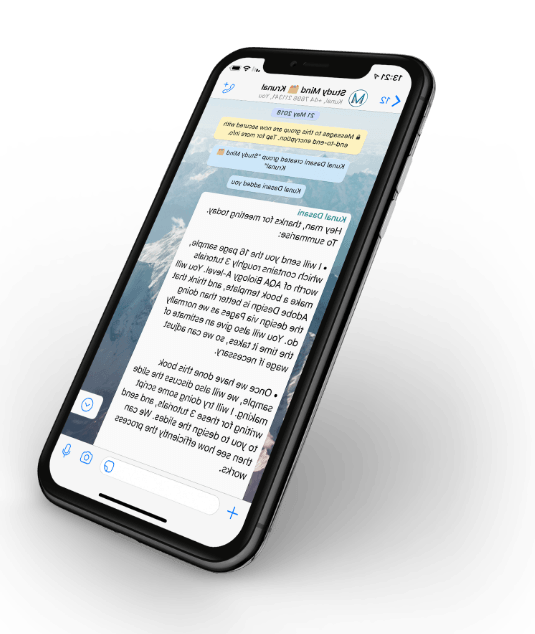 13:21
12
Study Mind Krunal
Kunal, +44 7866 211341, You
21 May 2019
Messages to this group are now secured with
end-to-end encryption. Tap for more info.
Kunal Dasani created group "Study Mind
Krunal"
Kunal Dasani added you
Kunal Dasani
Hey man, thanks for meeting today.
To summarise:
• I will send you the 16 page sample,
which contains roughly 3 tutorials
worth of AQA Biology A-level. You will
make a book template, and think that
Adobe Design is better than doing
the design via Pages as we normally
do. You will also give an estimate of
the time it takes, so we can adjust
wage if necessary.
• Once we have done this book
sample, we will also discuss the slide
making. I will try doing some script
writing for these 3 tutorials, and send
to you to design the slides. We can
then see how efficiently the process
works.